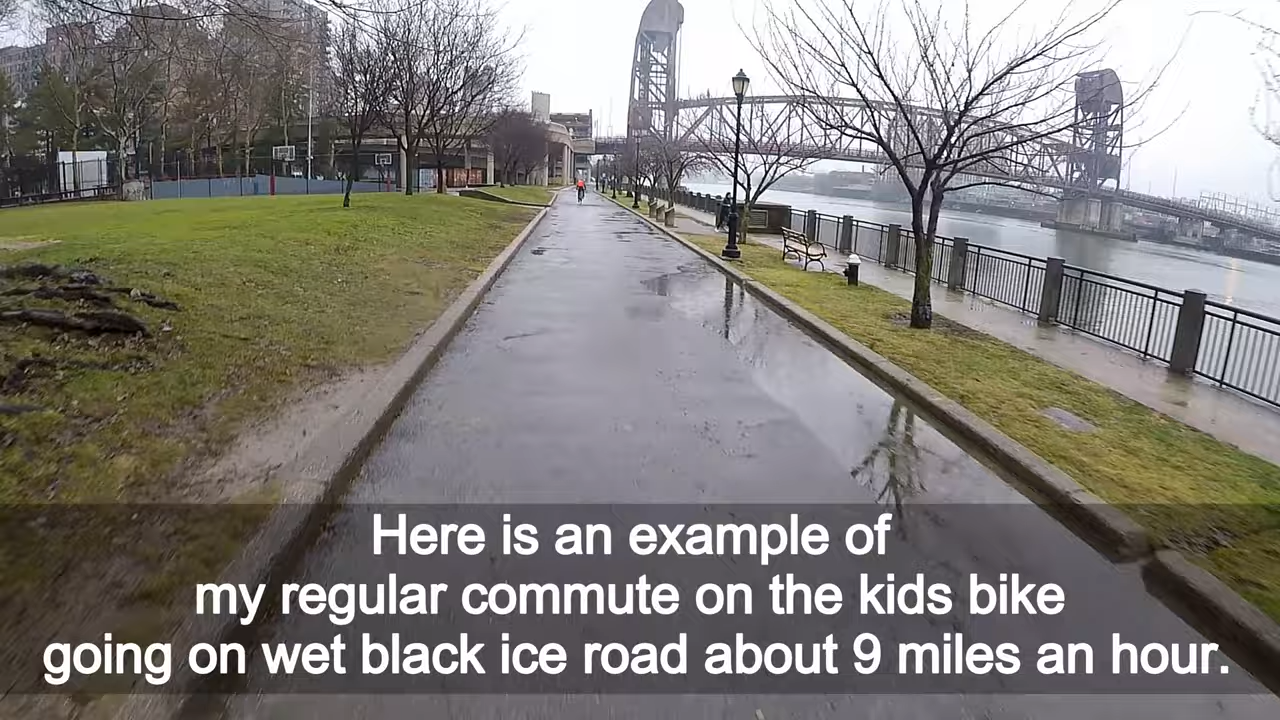 Here is an example of
my regular commute on the kids bike
going on wet black ice road about 9 miles an hour.